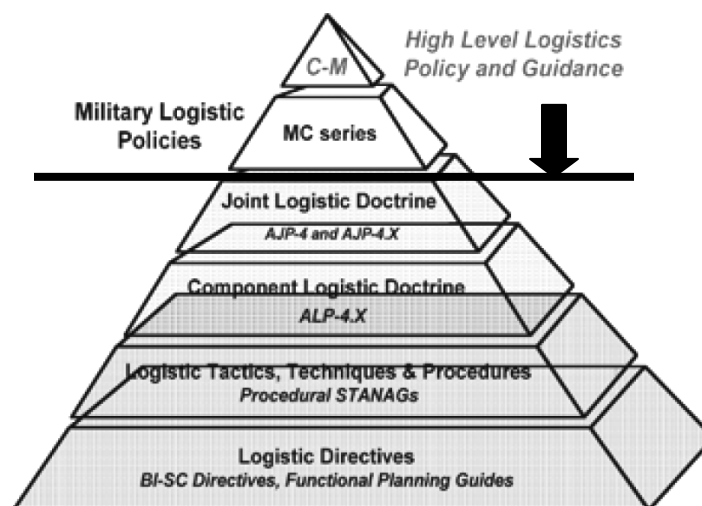 High Level Logistics
Policy and Guidance
C-M
Military Logistic
Policies
MC series
Joint Logistic Doctrine
AJP-4 and AJP-4.X
Component Logistic Doctrine
ALP-4.X
Logistic Tactics, Techniques & Procedures
Procedural STANAGs
Logistic Directives
BI-SC Directives, Functional Planning Guides